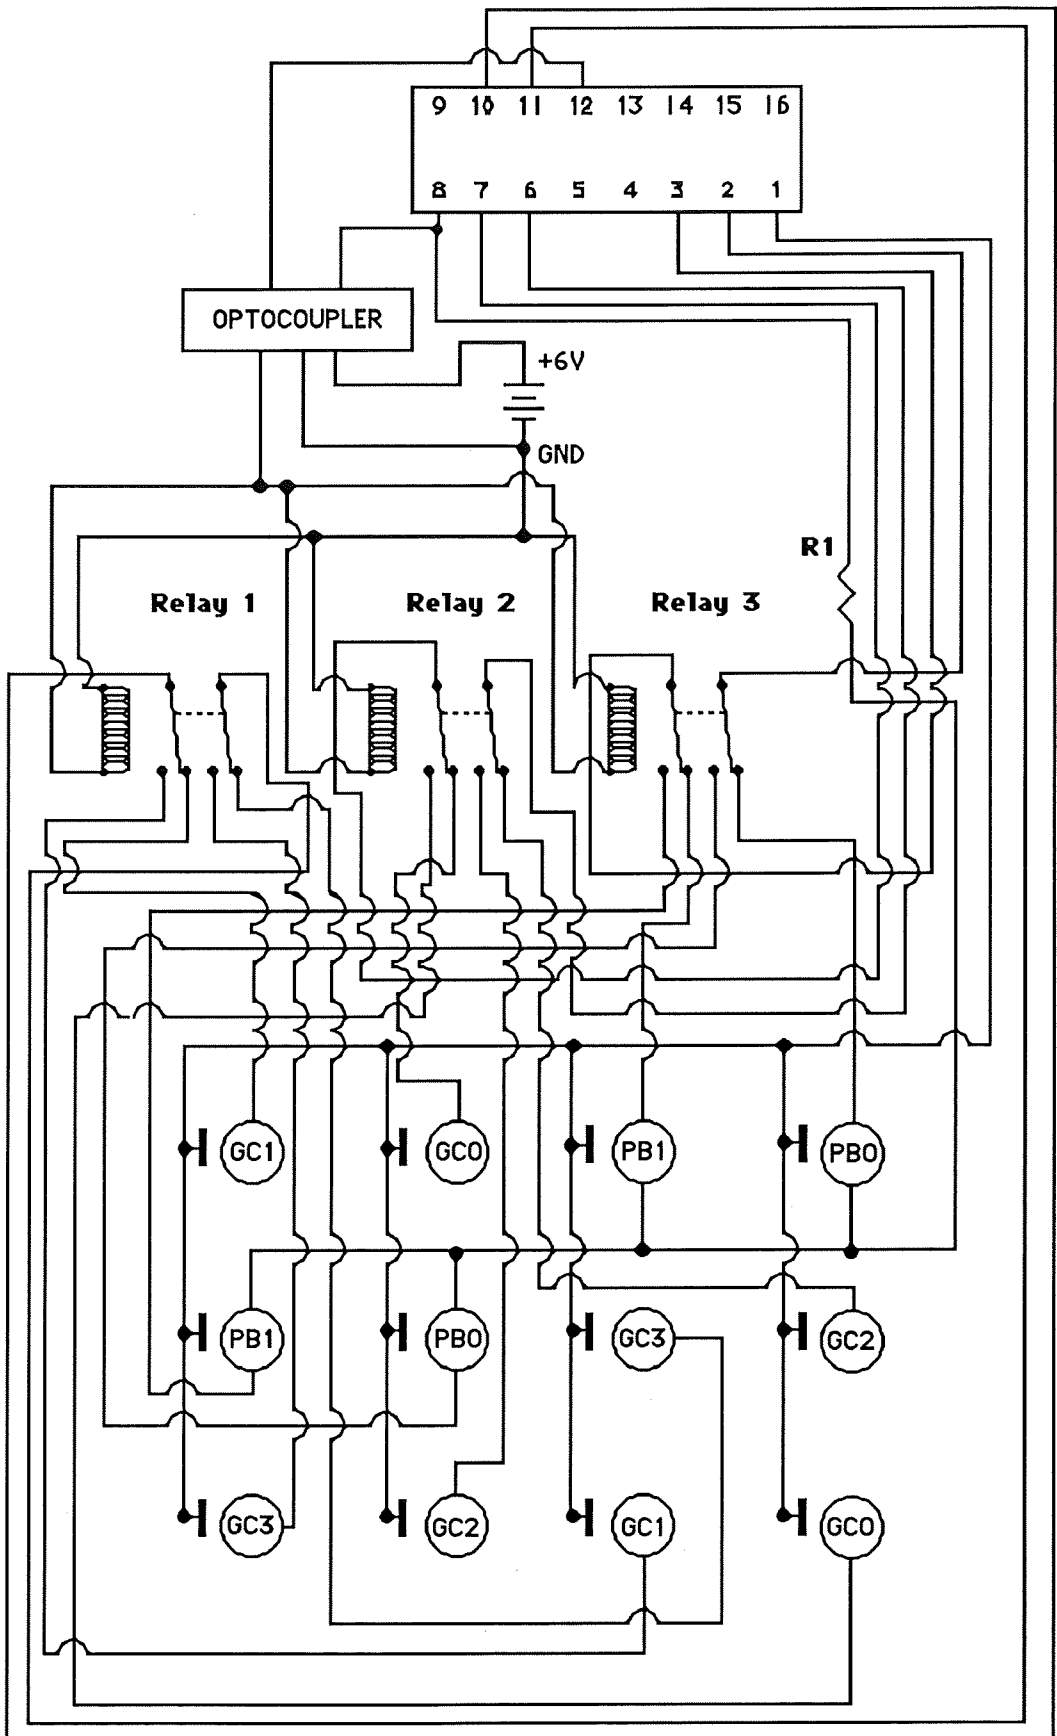 9 10 11 12 13 14 15 16
8 7 6 5 4 3 2 1
OPTOCOUPLER
+6V
GND
R1
Relay 1 Relay 2 Relay 3
GC1 GC0 PB1 PB0
PB1 PB0 GC3 GC2
GC3 GC2 GC1 GC0